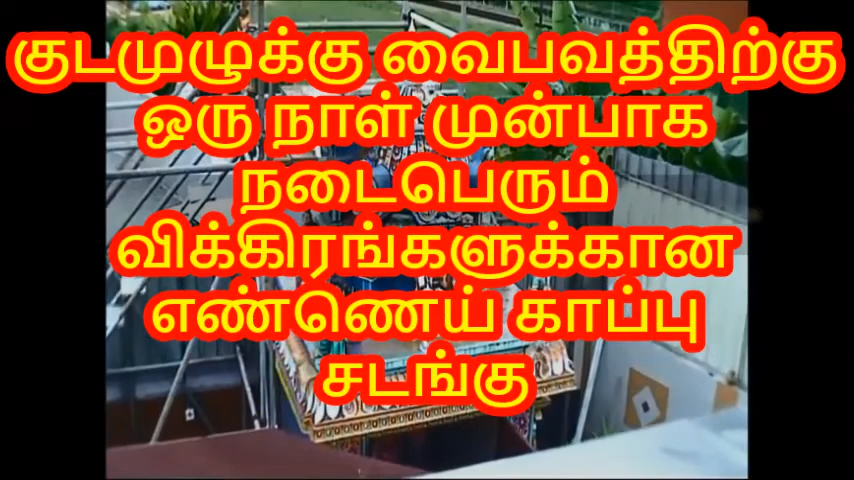 குடமுழுக்கு வைபவத்திற்கு
ஒரு நாள் முன்பாக
நடைபெரும்
விக்கிரங்களுக்கான
எண்ணெய் காப்பு
சடங்கு